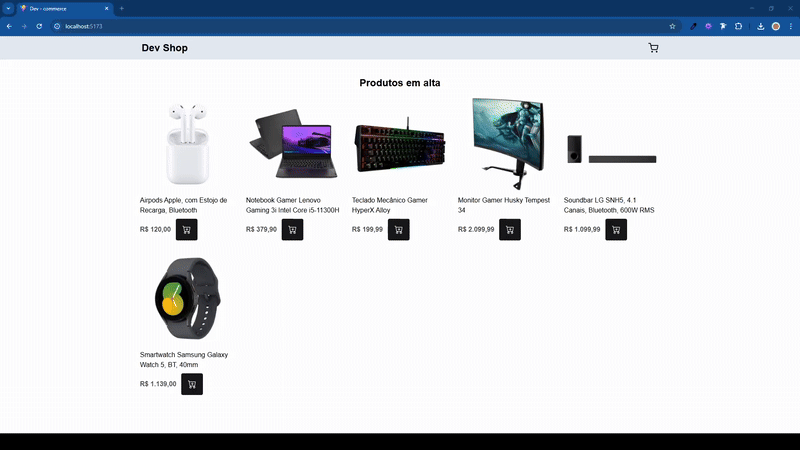 Dev - commerce
localhost:5173
Dev Shop
Produtos em alta
Airpods Apple, com Estojo de
Recarga, Bluetooth
R$ 120,00
Notebook Gamer Lenovo
Gaming 3i Intel Core i5-11300H
R$ 379,90
Teclado Mecânico Gamer
HyperX Alloy
R$ 199,99
Monitor Gamer Husky Tempest
34
R$ 2.099,99
Soundbar LG SNH5, 4.1
Canais, Bluetooth, 600W RMS
R$ 1.099,99
Smartwatch Samsung Galaxy
Watch 5, BT, 40mm
R$ 1.139,00